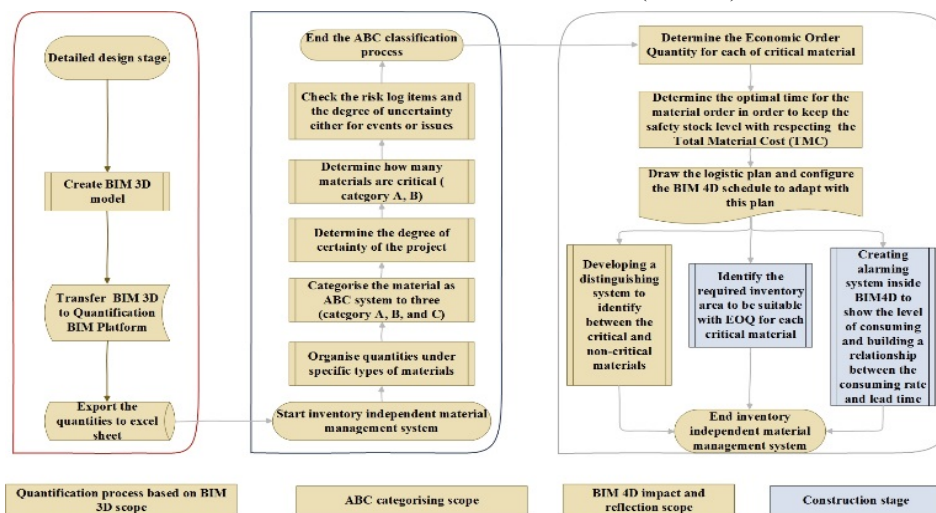 Detailed design stage
Create BIM 3D
model
Transfer BIM 3D
to Quantification
BIM Platform
Export the
quantities to excel
sheet
End the ABC classification
process
Check the risk log items and
the degree of uncertainty
either for events or issues
Determine how many
materials are critical (
category A, B)
Determine the degree of
certainty of the project
Categorise the material as
ABC system to three
(category A, B, and C)
Organise quantities under
specific types of materials
Start inventory independent material
management system
Determine the Economic Order
Quantity for each of critical material
Determine the optimal time for the
material order in order to keep the
safety stock level with respecting the
Total Material Cost (TMC)
Draw the logistic plan and configure
the BIM 4D schedule to adapt with
this plan
Developing a
distinguishing system
to identify
between the
critical and
non-critical
materials
Identify the
required inventory
area to be suitable
with EOQ for each
critical material
Creating
alarming system
inside
BIM4D to
show the level
of consuming
and building a
relationship
between the
consuming rate
and lead time
End inventory
independent material
management system
Quantification process based on BIM
3D scope
ABC categorising scope
BIM 4D impact and
reflection scope
Construction stage